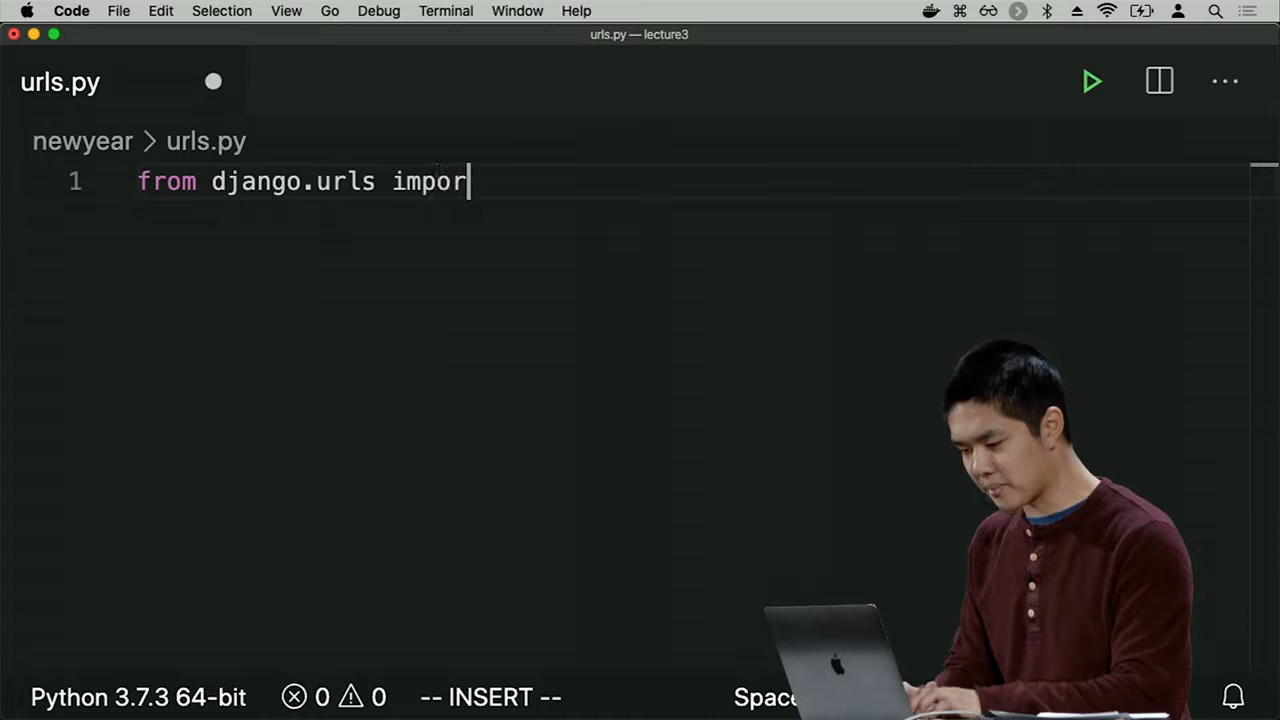 Code File Edit Selection View Go Debug Terminal Window Help
urls.py — lecture3
urls.py
newyear > urls.py
1 from django.urls impor
Python 3.7.3 64-bit 0 0 -- INSERT -- Space